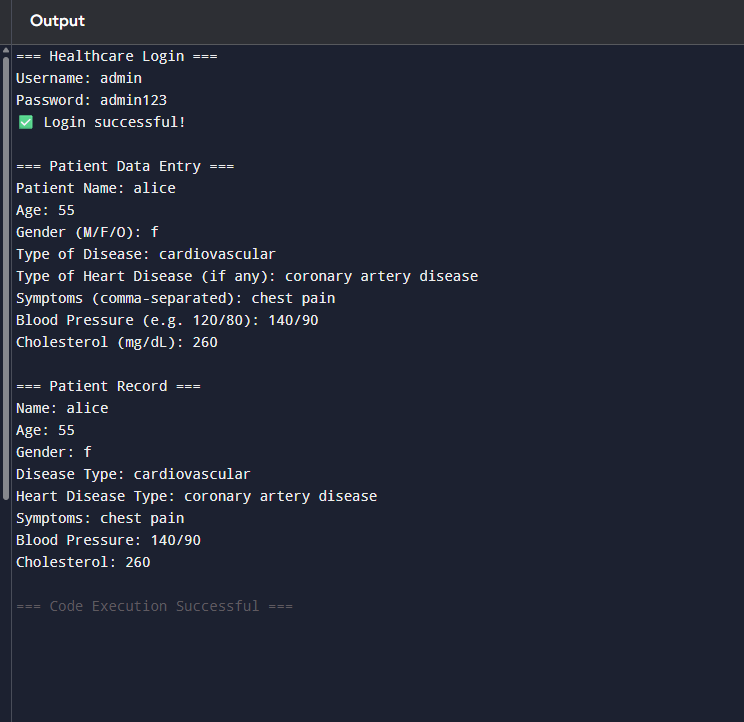 Output
=== Healthcare Login ===
Username: admin
Password: admin123
✅ Login successful!
=== Patient Data Entry ===
Patient Name: alice
Age: 55
Gender (M/F/O): f
Type of Disease: cardiovascular
Type of Heart Disease (if any): coronary artery disease
Symptoms (comma-separated): chest pain
Blood Pressure (e.g. 120/80): 140/90
Cholesterol (mg/dL): 260
=== Patient Record ===
Name: alice
Age: 55
Gender: f
Disease Type: cardiovascular
Heart Disease Type: coronary artery disease
Symptoms: chest pain
Blood Pressure: 140/90
Cholesterol: 260
=== Code Execution Successful ===